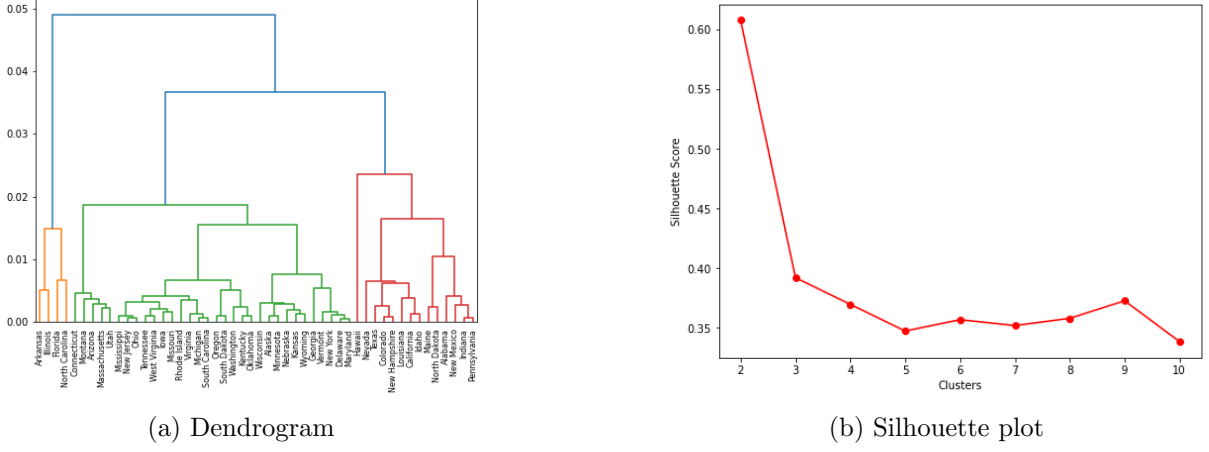 0.05
0.04
0.03
0.02
0.01
0.00
Arkansas
Illinois
Florida
North Carolina
Connecticut
Montana
Arizona
Massachusetts
Utah
Mississippi
New Jersey
Ohio
Tennessee
West Virginia
Iowa
Missouri
Rhode Island
Virginia
Michigan
South Carolina
Oregon
South Dakota
Washington
Kentucky
Oklahoma
Wisconsin
Alaska
Minnesota
Nebraska
Kansas
Wyoming
Georgia
Vermont
New York
Delaware
Maryland
Hawaii
Nevada
Texas
Colorado
New Hampshire
Louisiana
California
Idaho
Maine
North Dakota
Alabama
New Mexico
Indiana
Pennsylvania
(a) Dendrogram
Silhouette Score
0.60
0.55
0.50
0.45
0.40
0.35
2 3 4 5 6 7 8 9 10
Clusters
(b) Silhouette plot